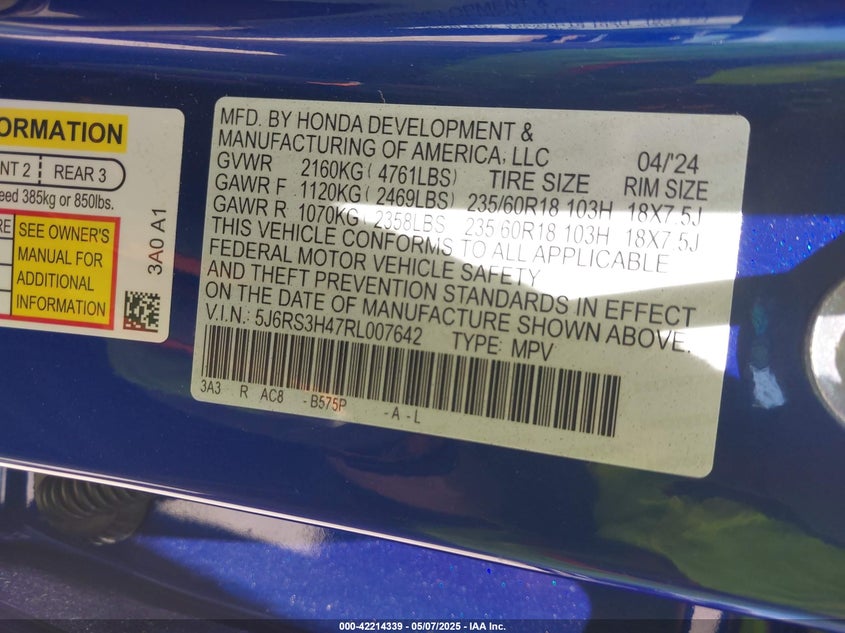 ORMATION
NT 2 REAR 3
eed 385kg or 850lbs.
RE
SEE OWNER'S
MANUAL FOR
ADDITIONAL
INFORMATION
3A0 A1
MFD. BY HONDA DEVELOPMENT &
MANUFACTURING OF AMERICA, LLC 04/'24
GVWR 2160KG ( 4761LBS) TIRE SIZE RIM SIZE
GAWR F 1120KG ( 2469LBS) 235/60R18 103H 18X7.5J
GAWR R 1070KG ( 2358LBS 235/60R18 103H 18X7.5J
THIS VEHICLE CONFORMS TO ALL APPLICABLE
FEDERAL MOTOR VEHICLE SAFETY
AND THEFT PREVENTION STANDARDS IN EFFECT
ON THE DATE OF MANUFACTURE SHOWN ABOVE.
V.I.N.: 5J6RS3H47RL007642 TYPE: MPV
3A3 R AC8 -B575P -A-L
000-42214339 - 05/07/2025 - IAA Inc.